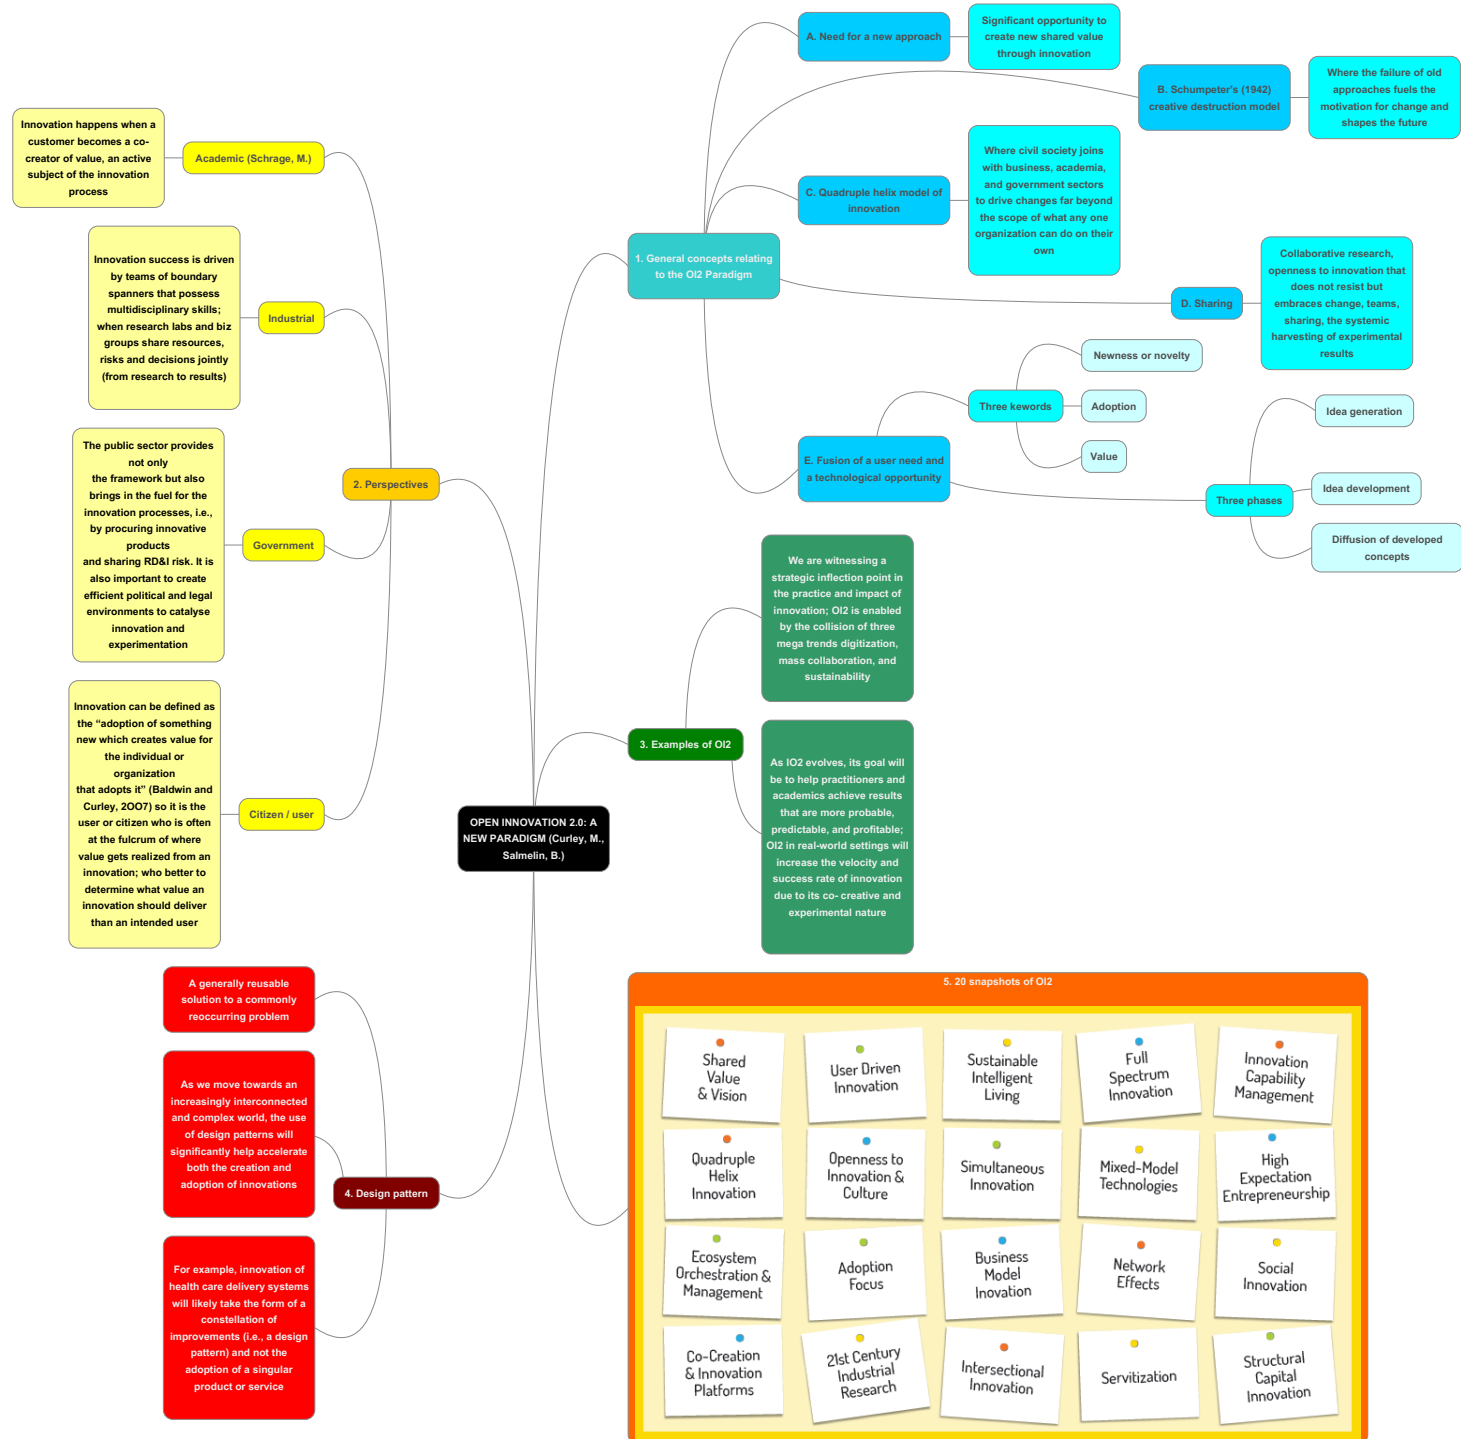 OPEN INNOVATION 2.0: A
NEW PARADIGM (Curley, M.,
Salmelin, B.)
1. General concepts relating
to the OI2 Paradigm
A. Need for a new approach
Significant opportunity to
create new shared value
through innovation
B. Schumpeter's (1942)
creative destruction model
Where the failure of old
approaches fuels the
motivation for change and
shapes the future
C. Quadruple helix model of
innovation
Where civil society joins
with business, academia,
and government sectors
to drive changes far beyond
the scope of what any one
organization can do on their
own
D. Sharing
Collaborative research,
openness to innovation that
does not resist but
embraces change, teams,
sharing, the systemic
harvesting of experimental
results
E. Fusion of a user need and
a technological opportunity
Three kewords
Newness or novelty
Adoption
Value
Three phases
Idea generation
Idea development
Diffusion of developed
concepts
2. Perspectives
Academic (Schrage, M.)
Innovation happens when a
customer becomes a co-
creator of value, an active
subject of the innovation
process
Industrial
Innovation success is driven
by teams of boundary
spanners that possess
multidisciplinary skills;
when research labs and biz
groups share resources,
risks and decisions jointly
(from research to results)
Government
The public sector provides
not only
the framework but also
brings in the fuel for the
innovation processes, i.e.,
by procuring innovative
products
and sharing RD&I risk. It is
also important to create
efficient political and legal
environments to catalyse
innovation and
experimentation
Citizen / user
Innovation can be defined as
the “adoption of something
new which creates value for
the individual or
organization
that adopts it” (Baldwin and
Curley, 2OO7) so it is the
user or citizen who is often
at the fulcrum of where
value gets realized from an
innovation; who better to
determine what value an
innovation should deliver
than an intended user
3. Examples of OI2
We are witnessing a
strategic inflection point in
the practice and impact of
innovation; OI2 is enabled
by the collision of three
mega trends digitization,
mass collaboration, and
sustainability
As IO2 evolves, its goal will
be to help practitioners and
academics achieve results
that are more probable,
predictable, and profitable;
OI2 in real-world settings will
increase the velocity and
success rate of innovation
due to its co- creative and
experimental nature
4. Design pattern
A generally reusable
solution to a commonly
reoccurring problem
As we move towards an
increasingly interconnected
and complex world, the use
of design patterns will
significantly help accelerate
both the creation and
adoption of innovations
For example, innovation of
health care delivery systems
will likely take the form of a
constellation of
improvements (i.e., a design
pattern) and not the
adoption of a singular
product or service
5. 20 snapshots of OI2
Shared
Value
& Vision
User Driven
Innovation
Sustainable
Intelligent
Living
Full
Spectrum
Innovation
Innovation
Capability
Management
Quadruple
Helix
Innovation
Openness to
Innovation &
Culture
Simultaneous
Innovation
Mixed-Model
Technologies
High
Expectation
Entrepreneurship
Ecosystem
Orchestration &
Management
Adoption
Focus
Business
Model
Inovation
Network
Effects
Social
Innovation
Co-Creation
& Innovation
Platforms
21st Century
Industrial
Research
Intersectional
Innovation
Servitization
Structural
Capital
Innovation